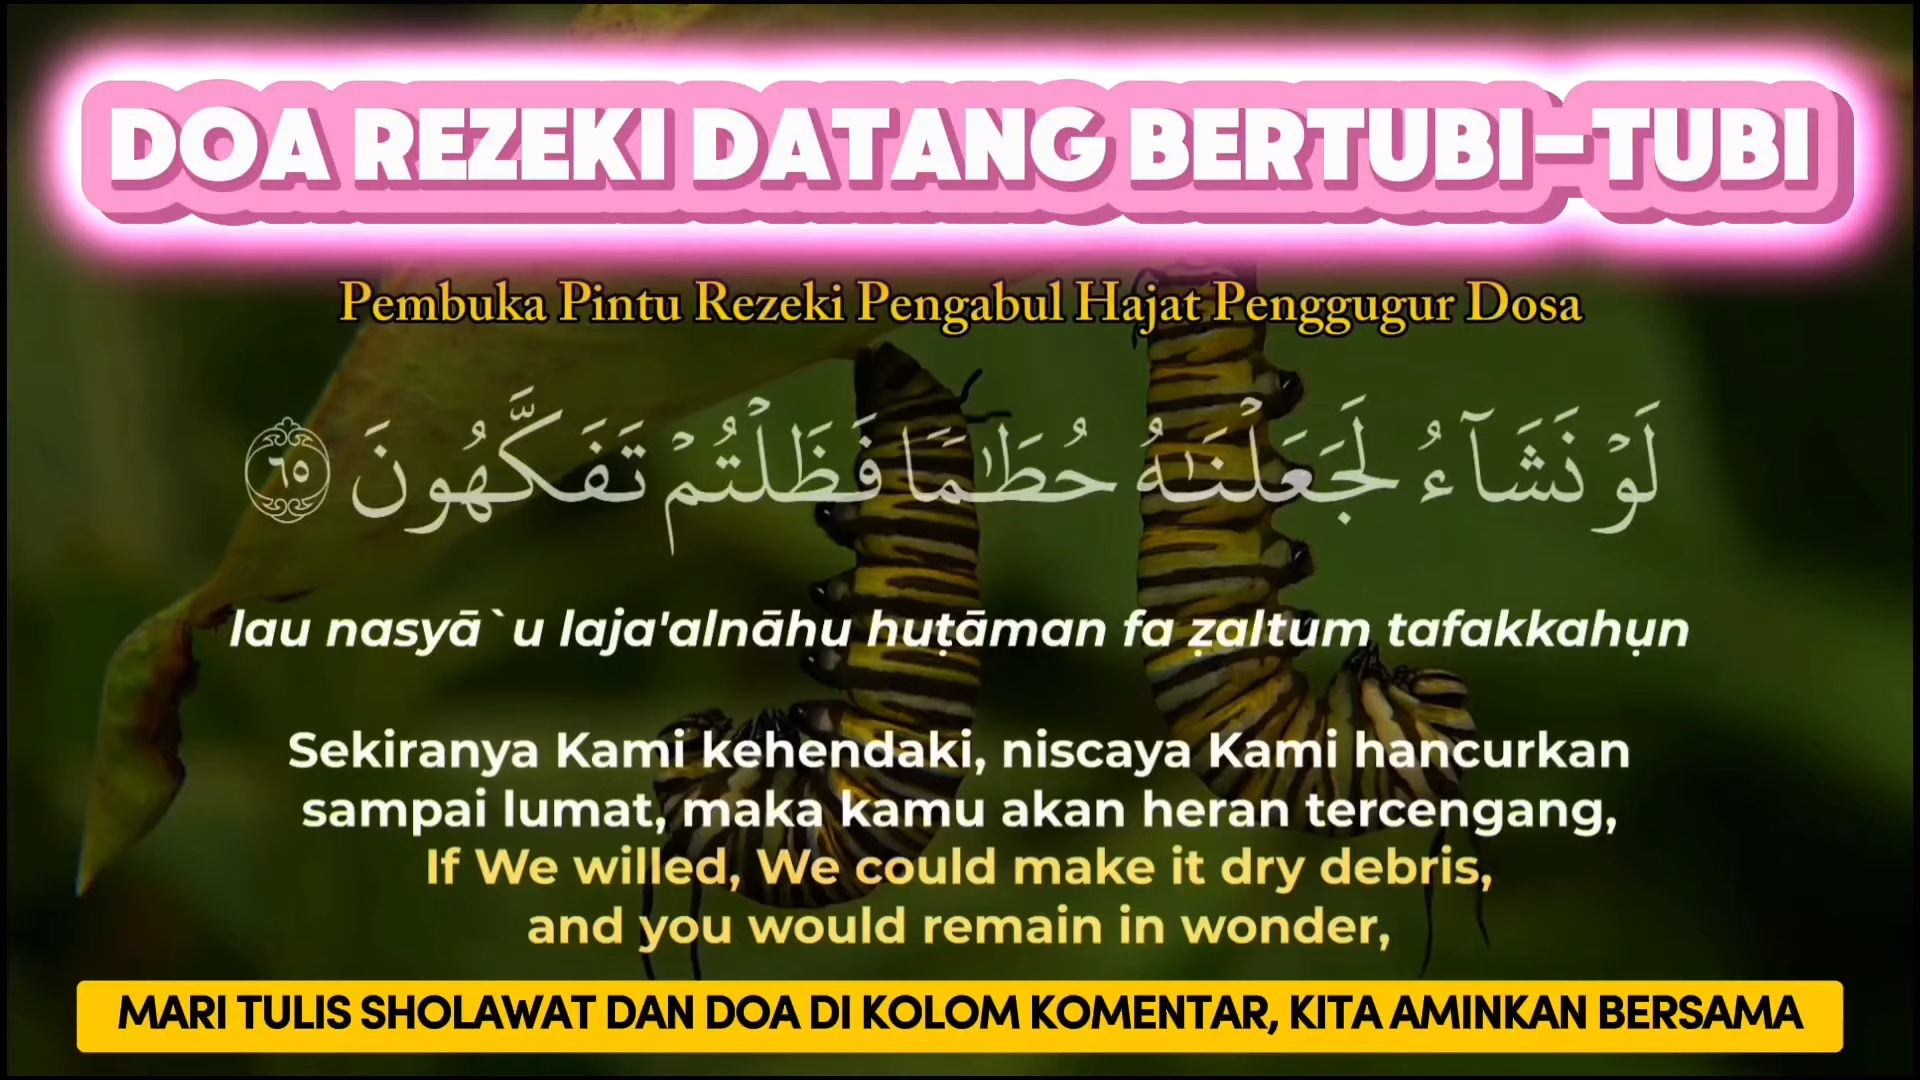 DOA REZEKI DATANG BERTUBI-TUBI
Pembuka Pintu Rezeki Pengabul Hajat Penggugur Dosa
لَوْ نَشَآءُ لَجَعَلْنٰهُ حُطٰمًا فَظَلْتُمْ تَفَكَّهُونَ ٦٥
lau nasyā`u laja'alnāhu huṭāman fa ẓaltum tafakkahụn
Sekiranya Kami kehendaki, niscaya Kami hancurkan
sampai lumat, maka kamu akan heran tercengang,
If We willed, We could make it dry debris,
and you would remain in wonder,
MARI TULIS SHOLAWAT DAN DOA DI KOLOM KOMENTAR, KITA AMINKAN BERSAMA